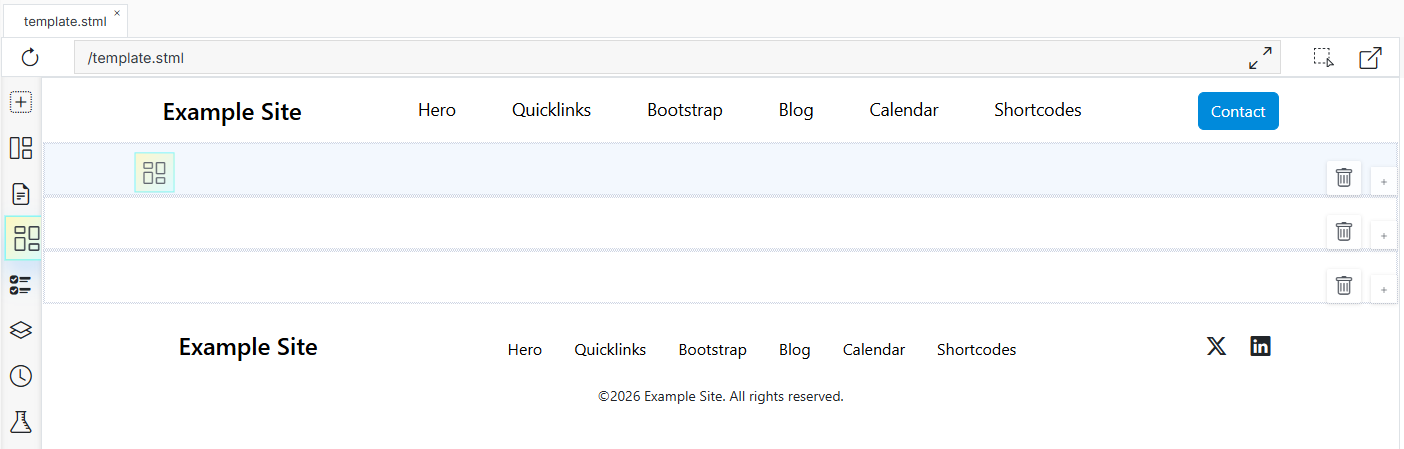 template.stml ×
/template.stml
Example Site Hero Quicklinks Bootstrap Blog Calendar Shortcodes Contact
+
+
+
Example Site Hero Quicklinks Bootstrap Blog Calendar Shortcodes
©2026 Example Site. All rights reserved.